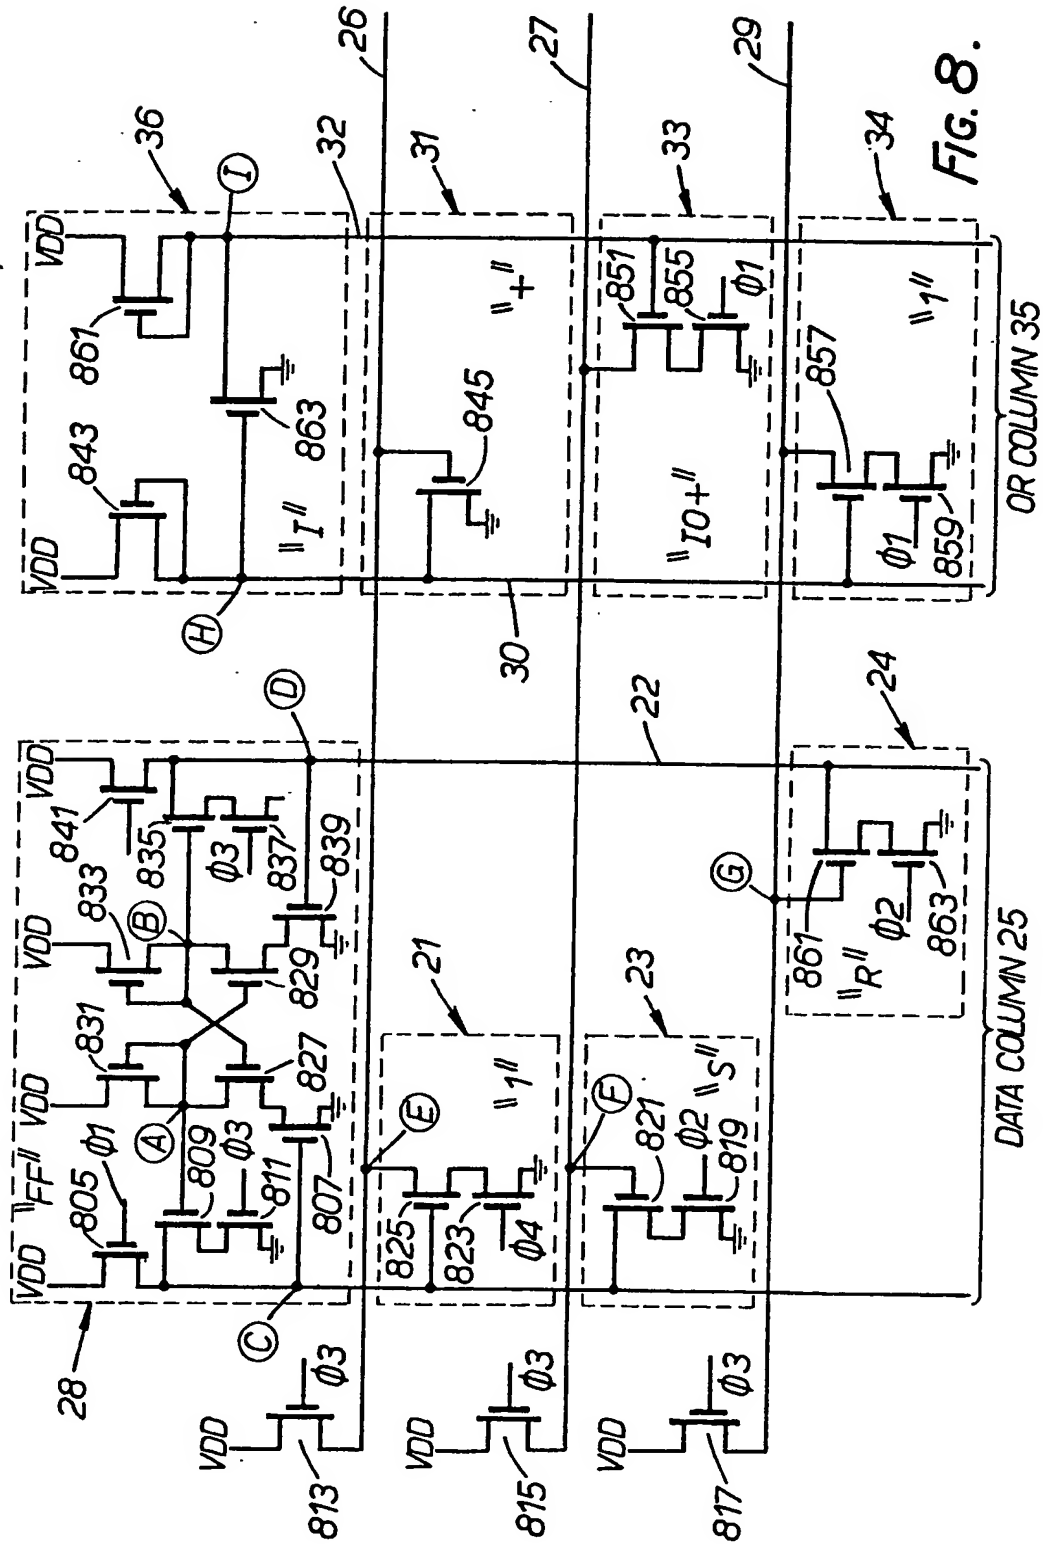 VDD
"FF"
VDD
VDD
VDD
VDD
VDD
28
805
φ1
831
833
841
843
861
36
A
B
809
φ3
811
835
φ3
837
807
827
829
839
C
D
H
"I"
863
I
VDD
813
φ3
26
E
30
32
825
823
φ4
"1"
21
845
"+"
31
VDD
815
φ3
27
F
22
821
φ2
819
"S"
23
"IO+"
851
855
φ1
33
VDD
817
φ3
29
G
861
"R"
φ2
863
24
857
φ1
859
"1"
34
DATA COLUMN 25
OR COLUMN 35
FIG. 8.